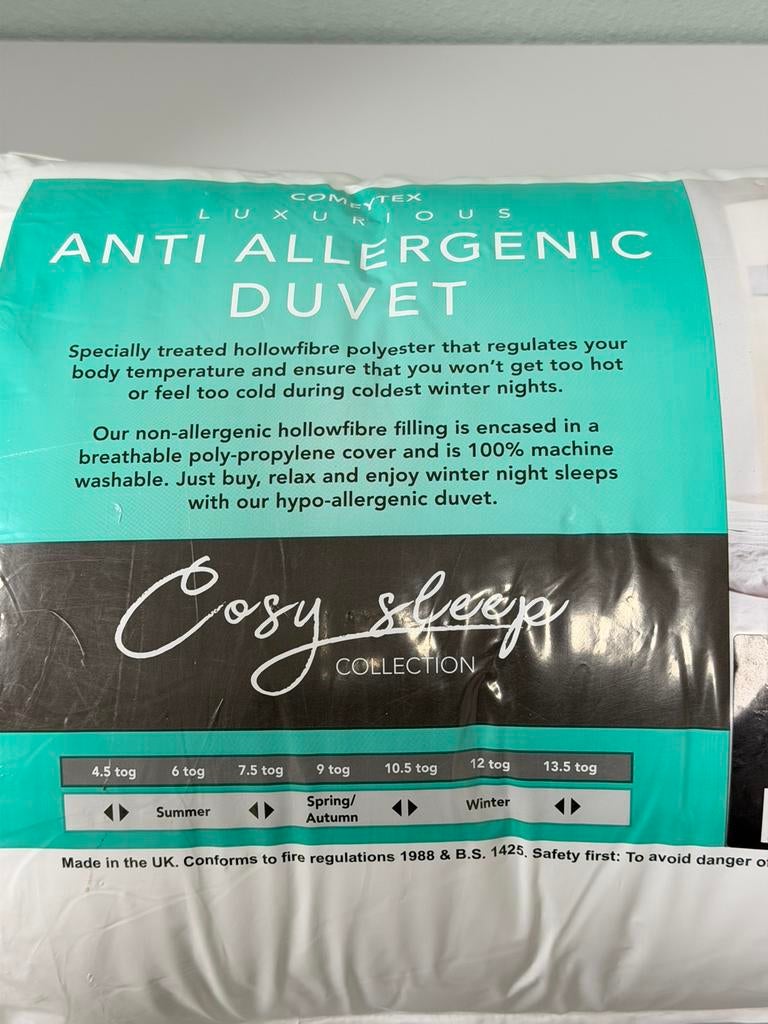 COMFYTEX
LUXURIOUS
ANTI ALLERGENIC
DUVET
Specially treated hollowfibre polyester that regulates your
body temperature and ensure that you won't get too hot
or feel too cold during coldest winter nights.
Our non-allergenic hollowfibre filling is encased in a
breathable poly-propylene cover and is 100% machine
washable. Just buy, relax and enjoy winter night sleeps
with our hypo-allergenic duvet.
Cosy sleep
COLLECTION
4.5 tog 6 tog 7.5 tog 9 tog 10.5 tog 12 tog 13.5 tog
Summer Spring/ Winter
Autumn
Made in the UK. Conforms to fire regulations 1988 & B.S. 1425. Safety first: To avoid danger of